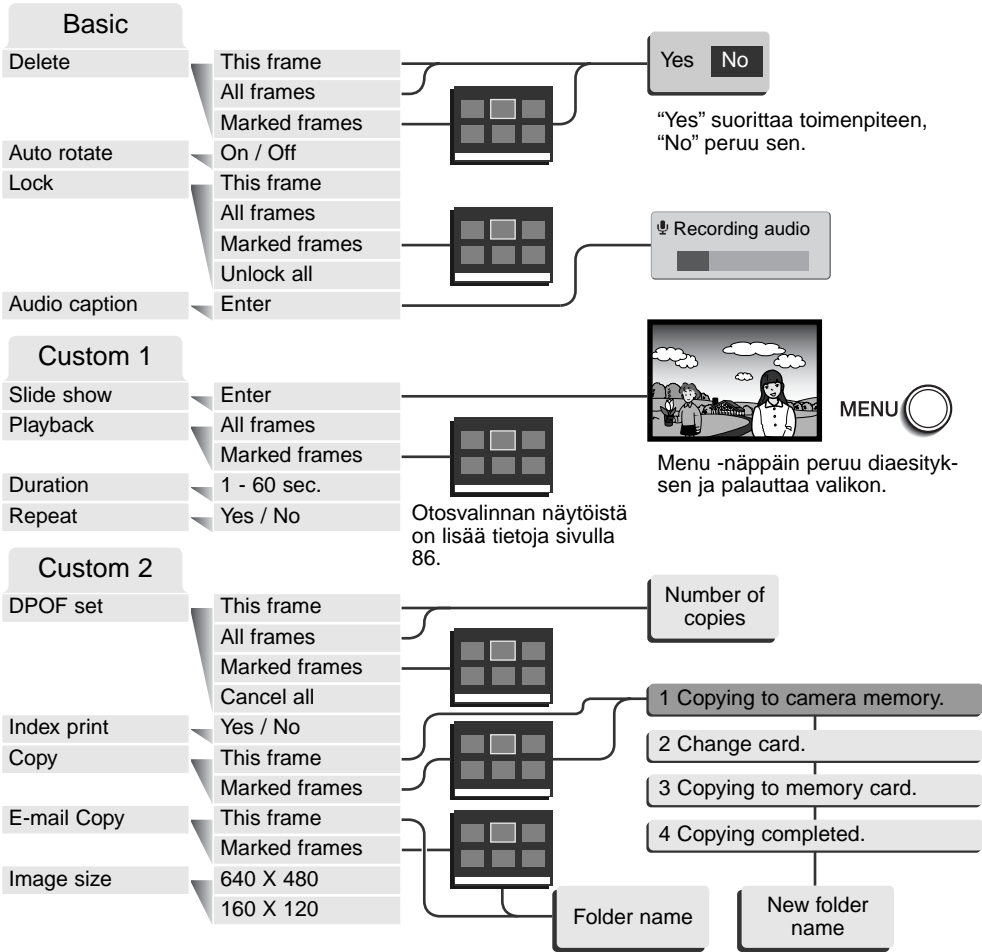 Basic
Delete
This frame
All frames
Marked frames
Yes No
“Yes” suorittaa toimenpiteen,
“No” peruu sen.
Auto rotate
On / Off
Lock
This frame
All frames
Marked frames
Unlock all
Recording audio
Audio caption
Enter
Custom 1
Slide show
Enter
Playback
All frames
Marked frames
Duration
1 - 60 sec.
Repeat
Yes / No
MENU
Menu -näppäin peruu diaesityk-
sen ja palauttaa valikon.
Otosvalinnan näytöistä
on lisää tietoja sivulla
86.
Custom 2
DPOF set
This frame
All frames
Marked frames
Cancel all
Number of
copies
Index print
Yes / No
Copy
This frame
Marked frames
1 Copying to camera memory.
2 Change card.
3 Copying to memory card.
4 Copying completed.
E-mail Copy
This frame
Marked frames
Image size
640 X 480
160 X 120
Folder name
New folder
name